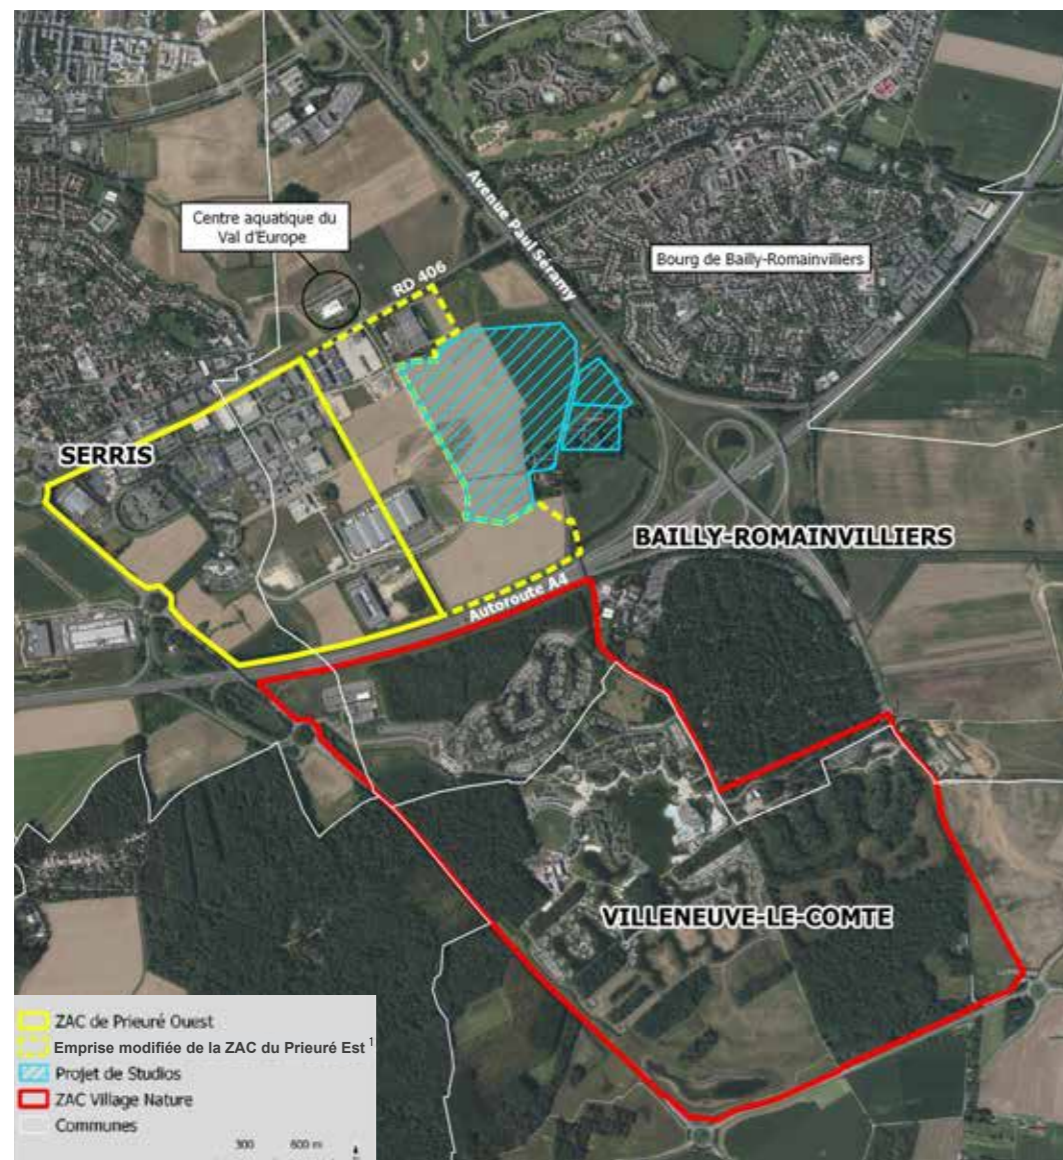 Centre aquatique du
Val d'Europe
Avenue Paul Séramy
Bourg de Bailly-Romainvilliers
RD 406
SERRIS
BAILLY-ROMAINVILLIERS
Autoroute A4
VILLENEUVE-LE-COMTE
ZAC de Prieuré Ouest
Emprise modifiée de la ZAC du Prieuré Est 1
Projet de Studios
ZAC Village Nature
Communes
300 600 m